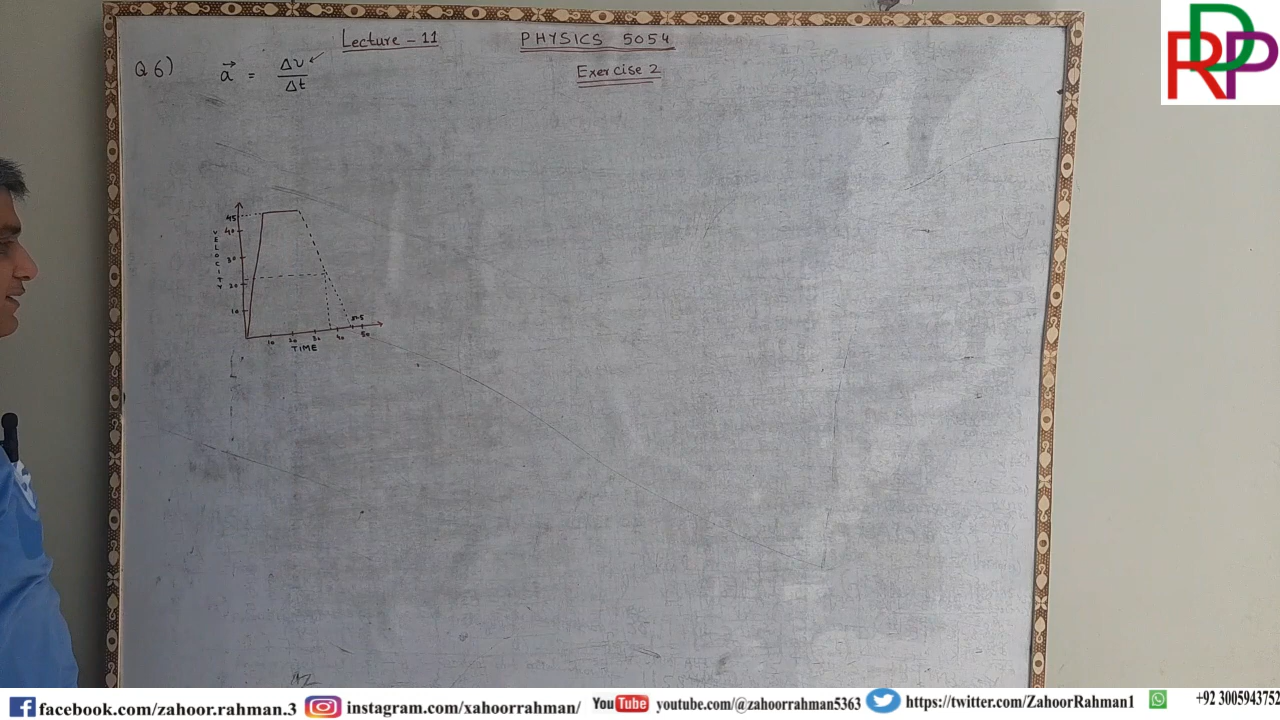 Lecture - 11
PHYSICS 5054
Exercise 2
Q 6)
a⃗ = Δv / Δt
VELOCITY
45
40
30
20
10
10 20 30 40 50
TIME
RDP
facebook.com/zahoor.rahman.3
instagram.com/xahoorrahman/
YouTube youtube.com/@zahoorrahman5363
https://twitter.com/ZahoorRahman1
+92 3005943752